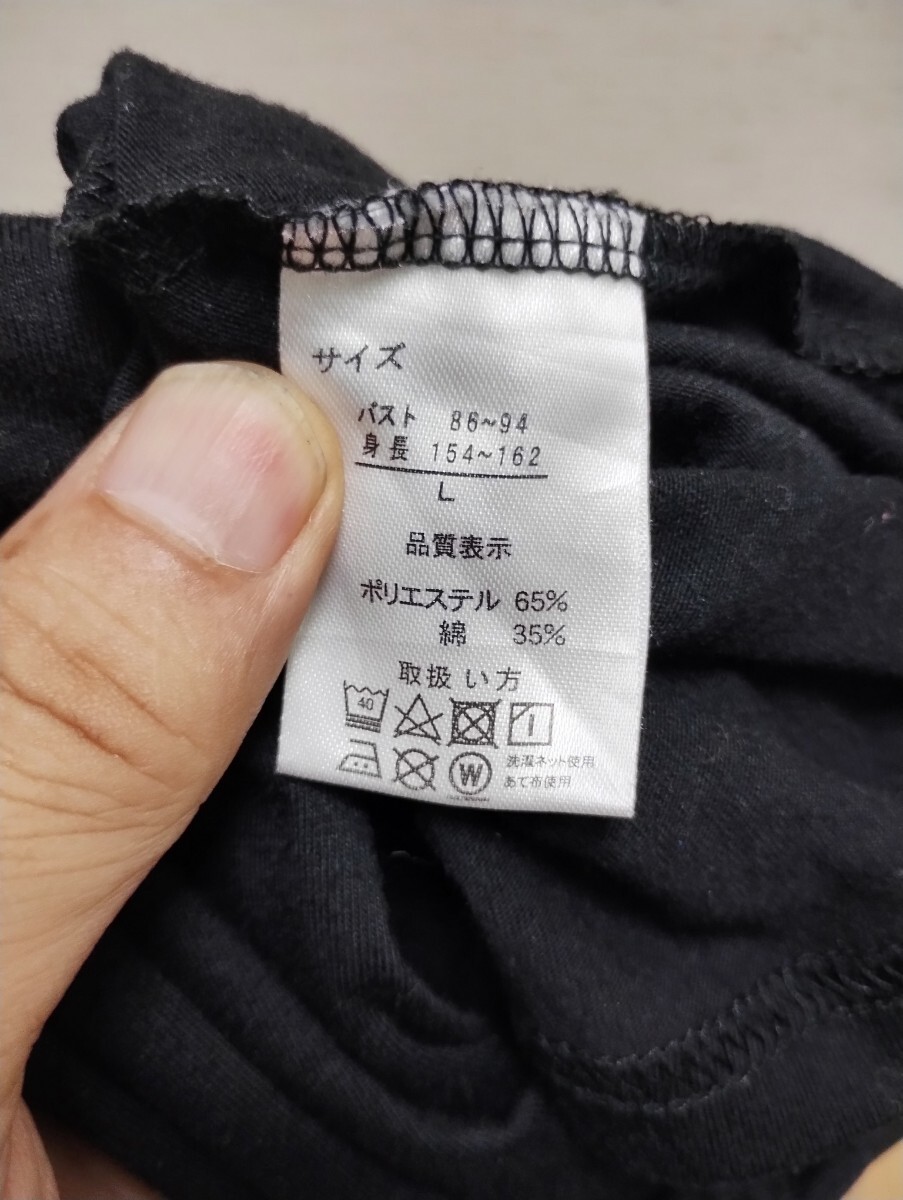 サイズ
バスト 86~94
身長 154~162
L
品質表示
ポリエステル 65%
綿 35%
取扱い方
40
W
洗濯ネット使用
あて布使用